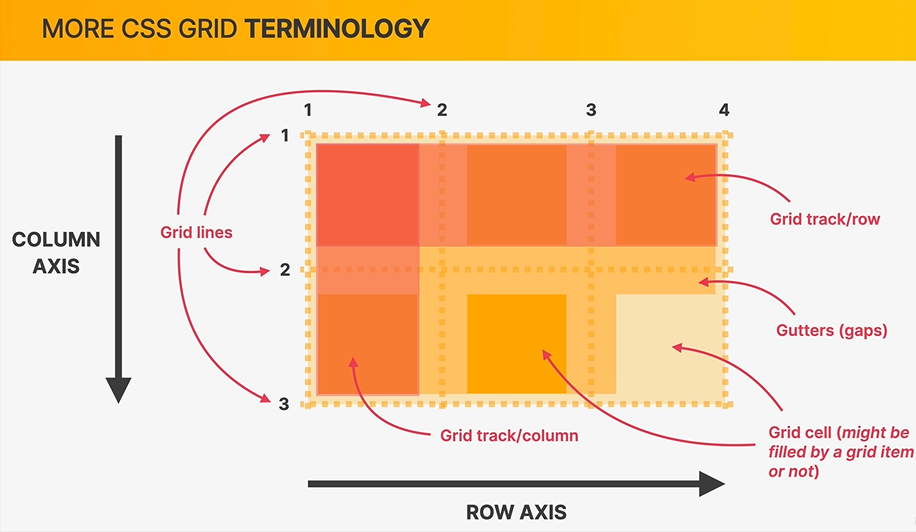 MORE CSS GRID TERMINOLOGY
1 2 3 4
1
Grid track/row
Grid lines
COLUMN
AXIS
2
Gutters (gaps)
3
Grid track/column
Grid cell (might be
filled by a grid item
or not)
ROW AXIS